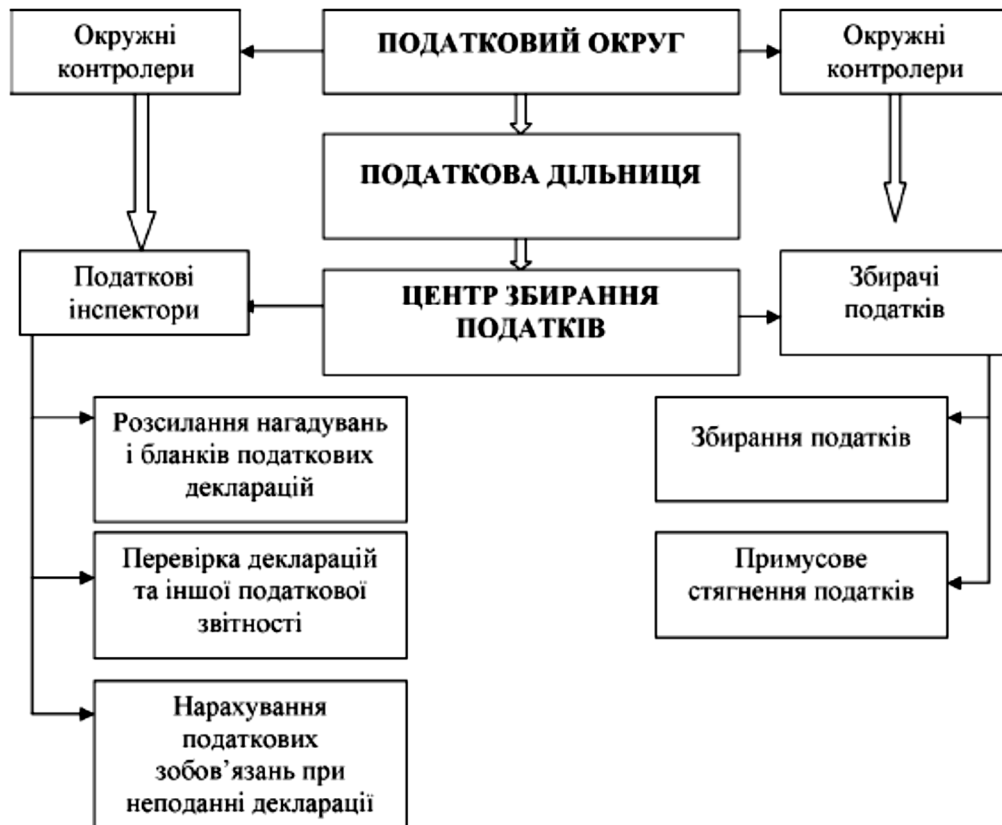 Окружні
контролери
ПОДАТКОВИЙ ОКРУГ
Окружні
контролери
ПОДАТКОВА ДІЛЬНИЦЯ
Податкові
інспектори
ЦЕНТР ЗБИРАННЯ
ПОДАТКІВ
Збирачі
податків
Розсилання нагадувань
і бланків податкових
декларацій
Збирання податків
Перевірка декларацій
та іншої податкової
звітності
Примусове
стягнення податків
Нарахування
податкових
зобов’язань при
неподанні декларації